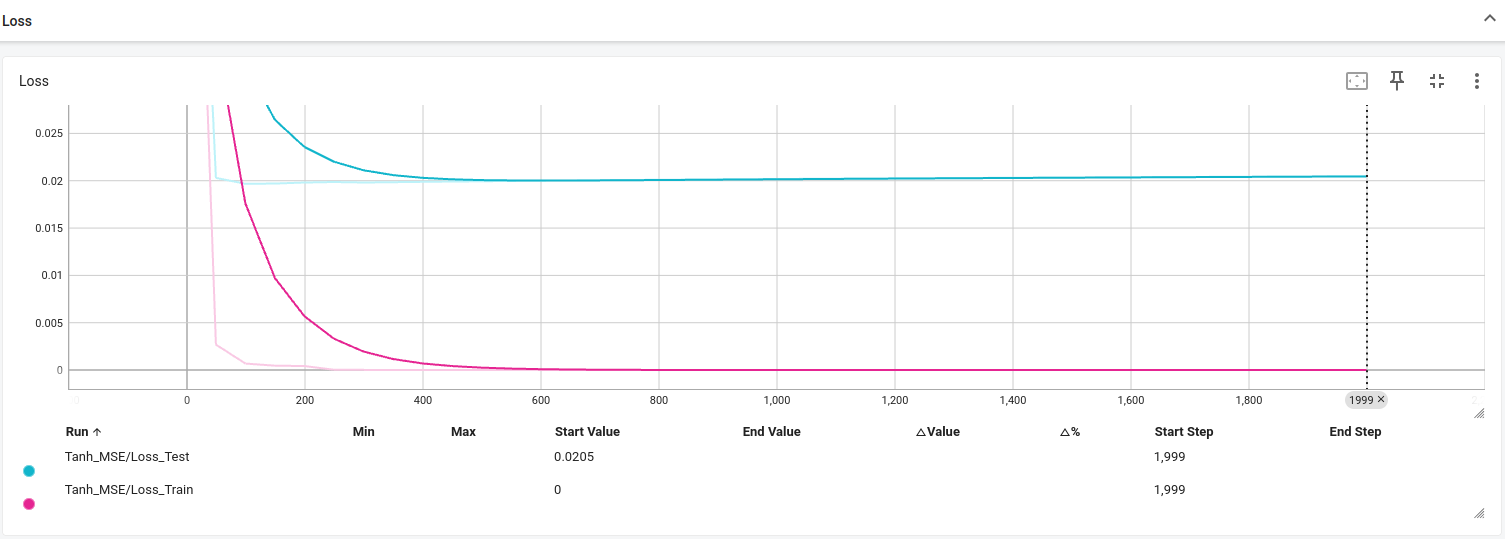 Loss
Loss
0.025
0.02
0.015
0.01
0.005
0
0 200 400 600 800 1,000 1,200 1,400 1,600 1,800 1999 ×
Run ↑ Min Max Start Value End Value △Value △% Start Step End Step
Tanh_MSE/Loss_Test 0.0205 1,999
Tanh_MSE/Loss_Train 0 1,999